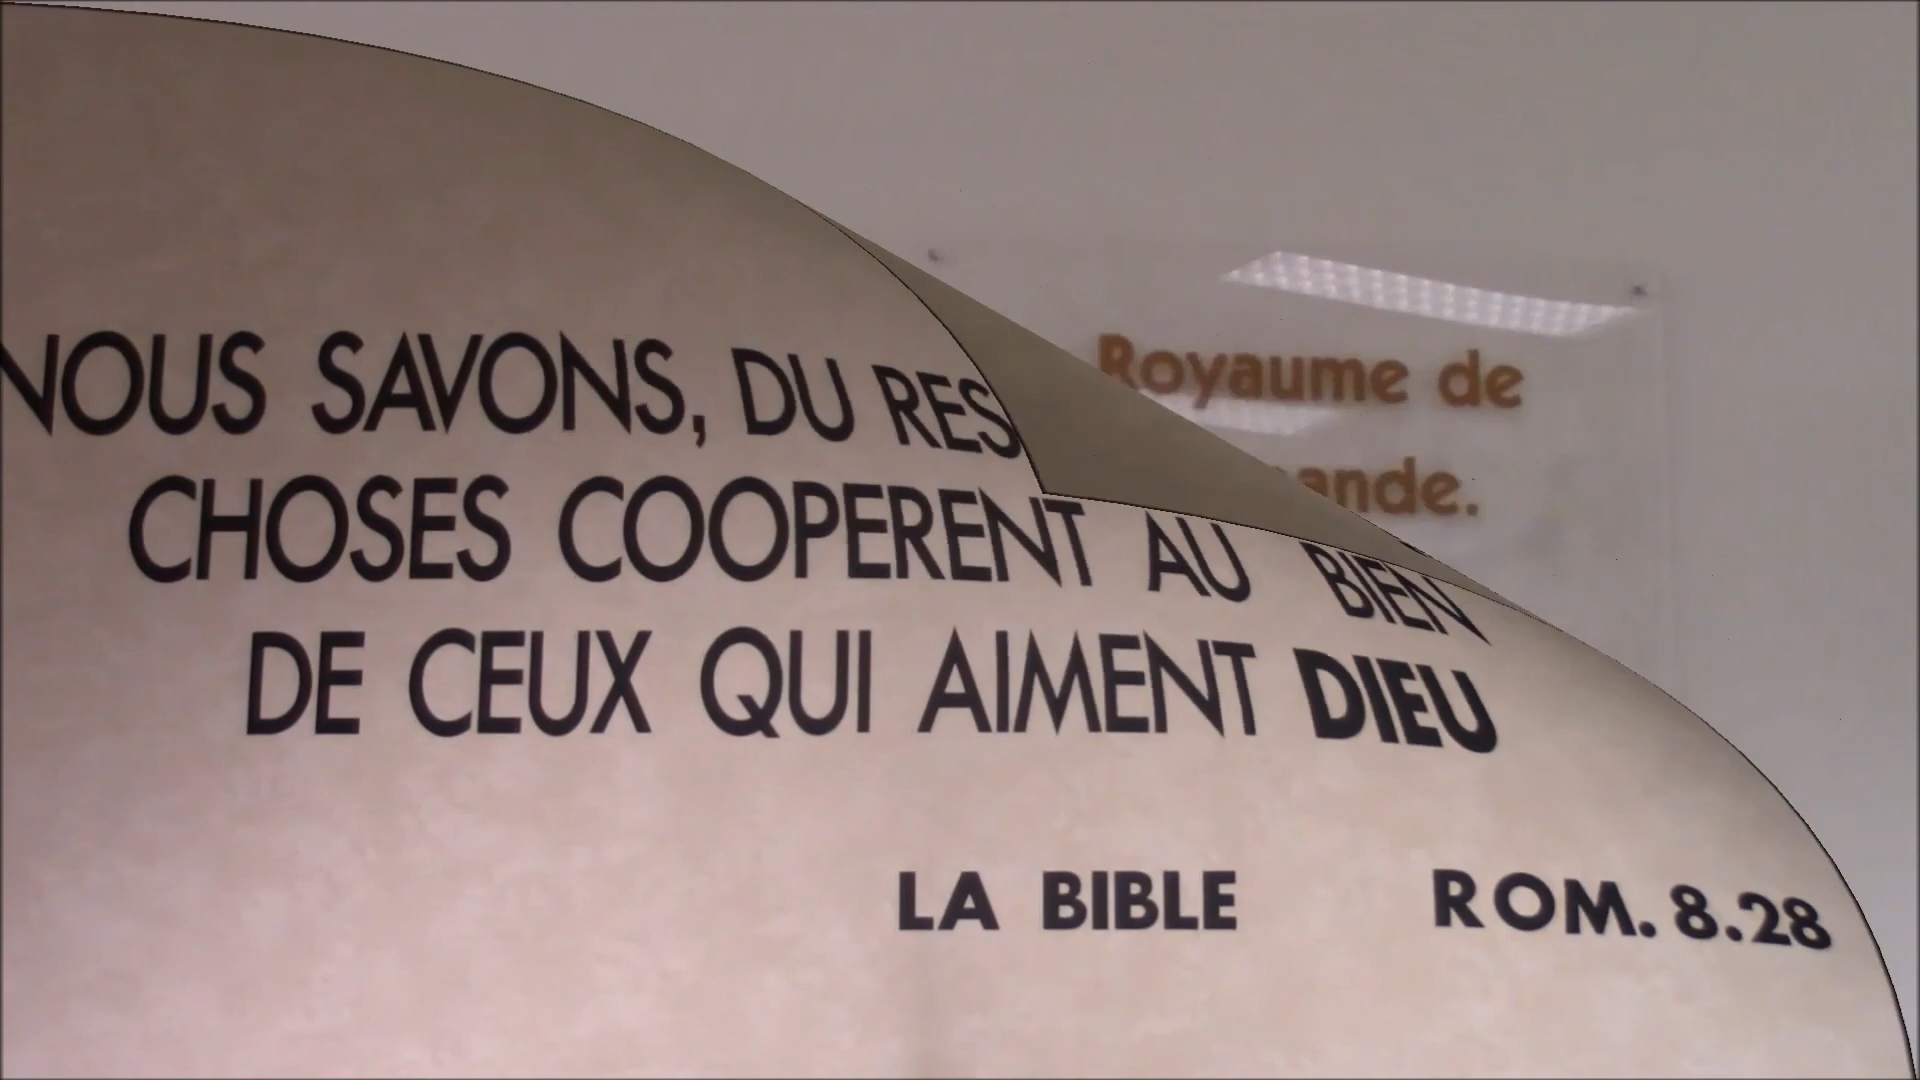 NOUS SAVONS, DU RES
CHOSES COOPERENT AU BIEN
DE CEUX QUI AIMENT DIEU
LA BIBLE ROM. 8.28
Royaume de
ande.